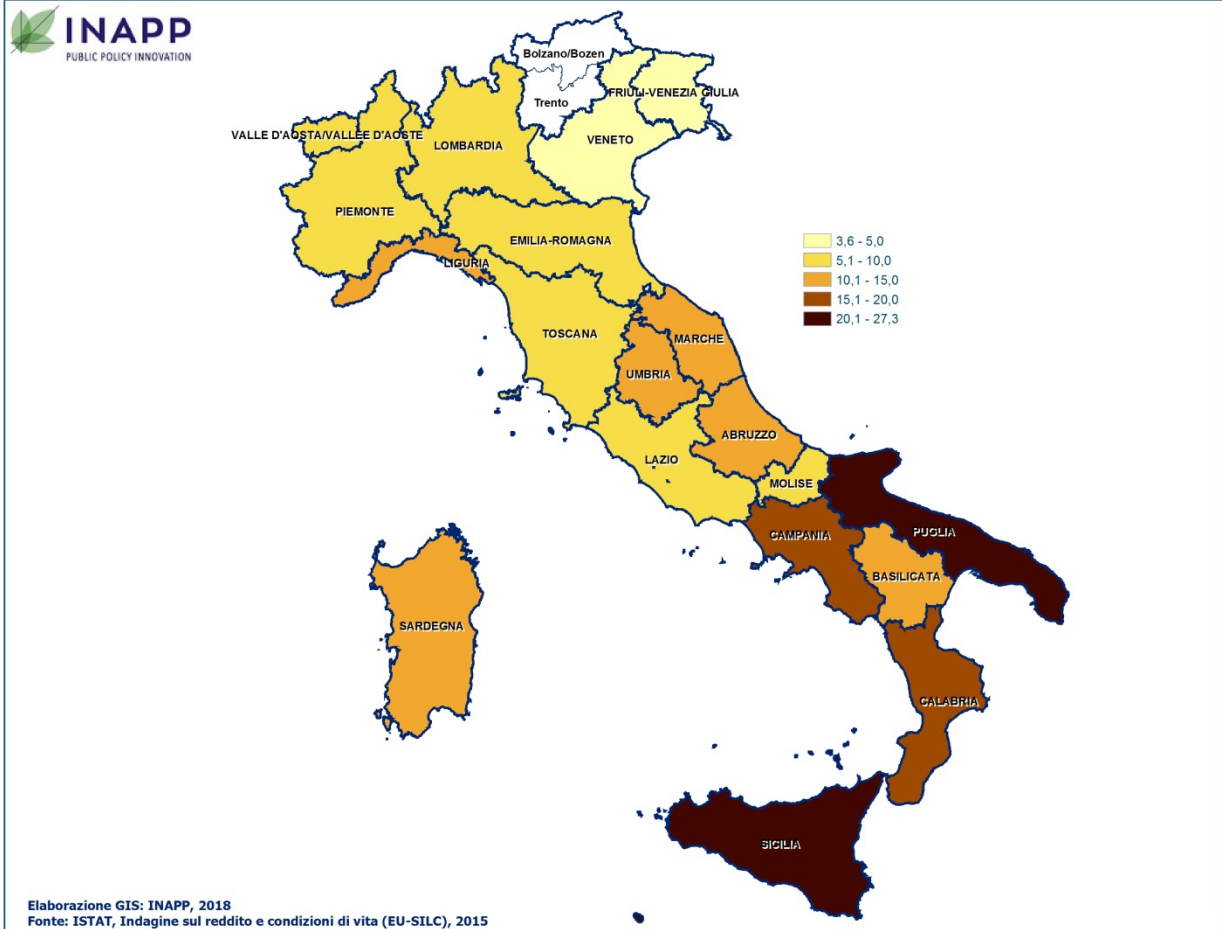 INAPP
PUBLIC POLICY INNOVATION
Bolzano/Bozen
Trento
FRIULI-VENEZIA GIULIA
VALLE D'AOSTA/VALLÉE D'AOSTE
LOMBARDIA
VENETO
PIEMONTE
EMILIA-ROMAGNA
LIGURIA
3,6 - 5,0
5,1 - 10,0
10,1 - 15,0
15,1 - 20,0
20,1 - 27,3
TOSCANA
MARCHE
UMBRIA
ABRUZZO
LAZIO
MOLISE
CAMPANIA
PUGLIA
BASILICATA
SARDEGNA
CALABRIA
SICILIA
Elaborazione GIS: INAPP, 2018
Fonte: ISTAT, Indagine sul reddito e condizioni di vita (EU-SILC), 2015